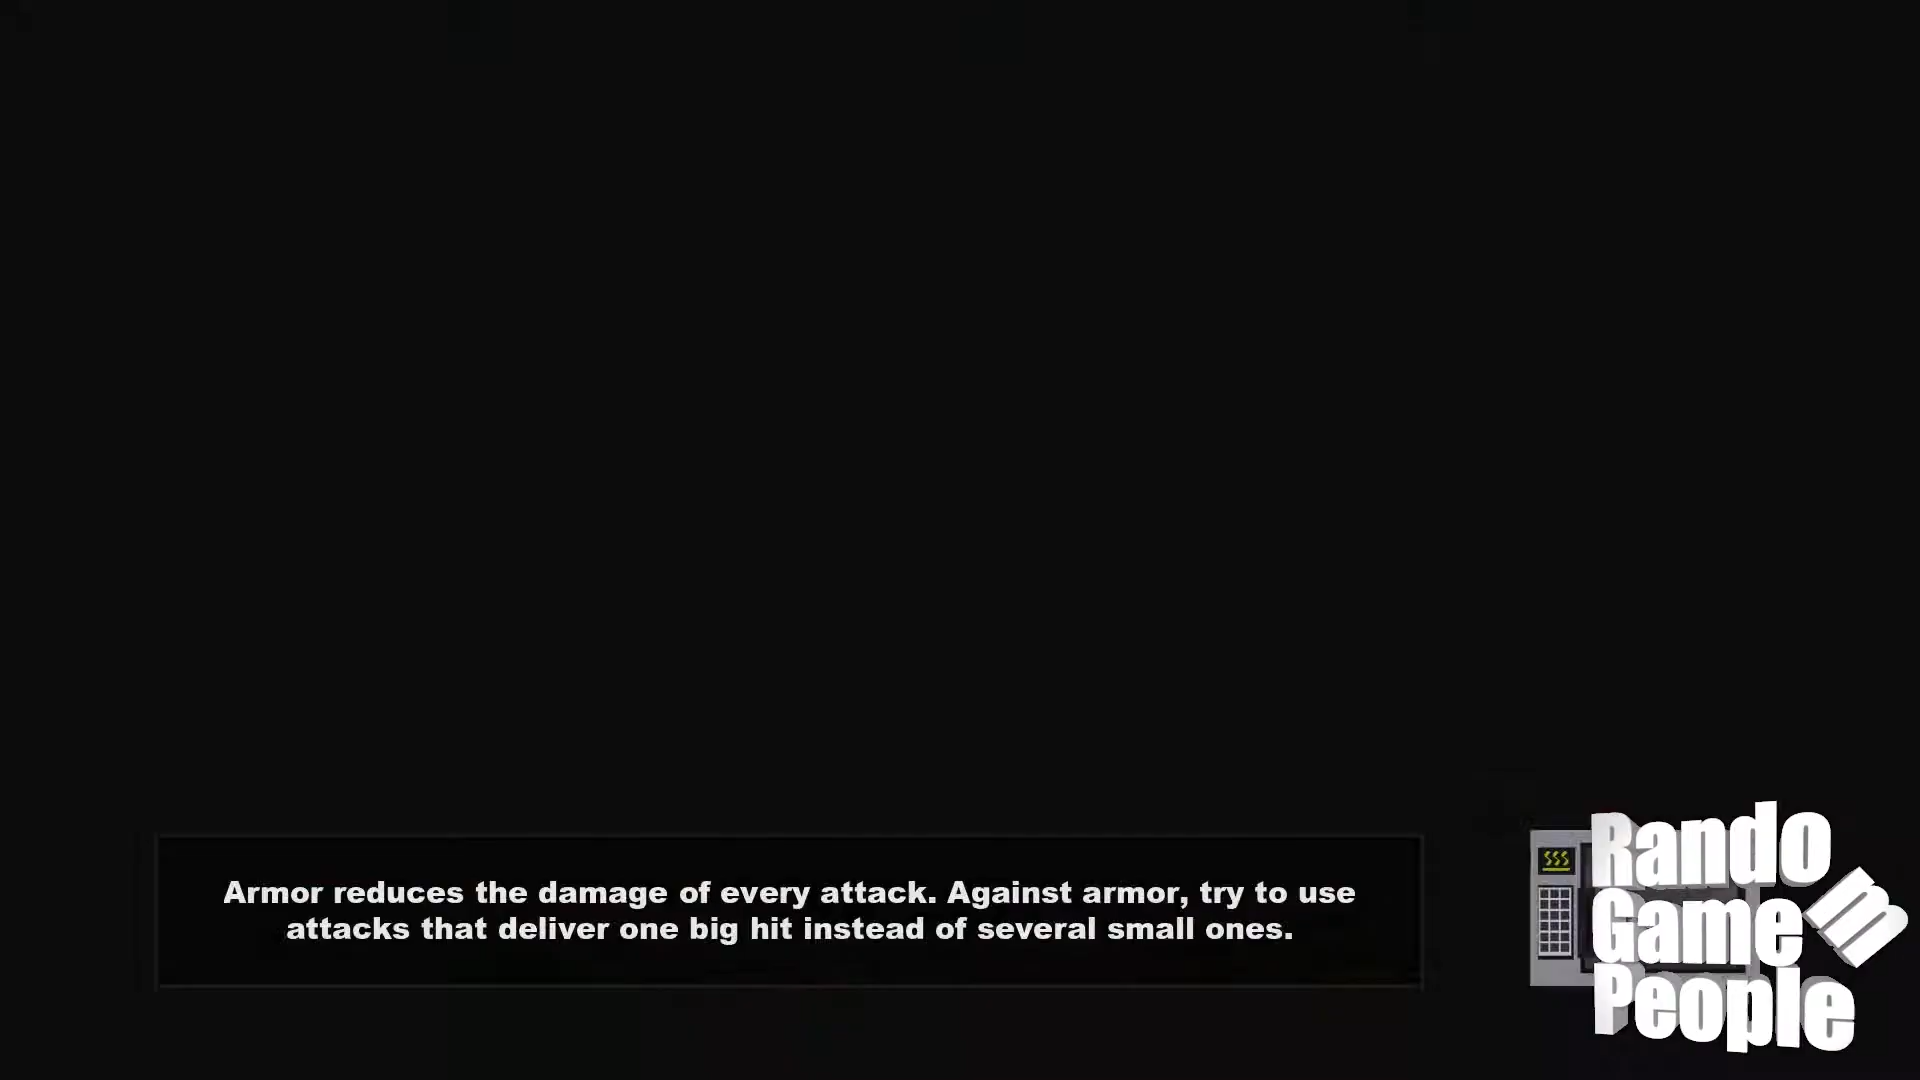 Armor reduces the damage of every attack. Against armor, try to use
attacks that deliver one big hit instead of several small ones.
Random
Game
People